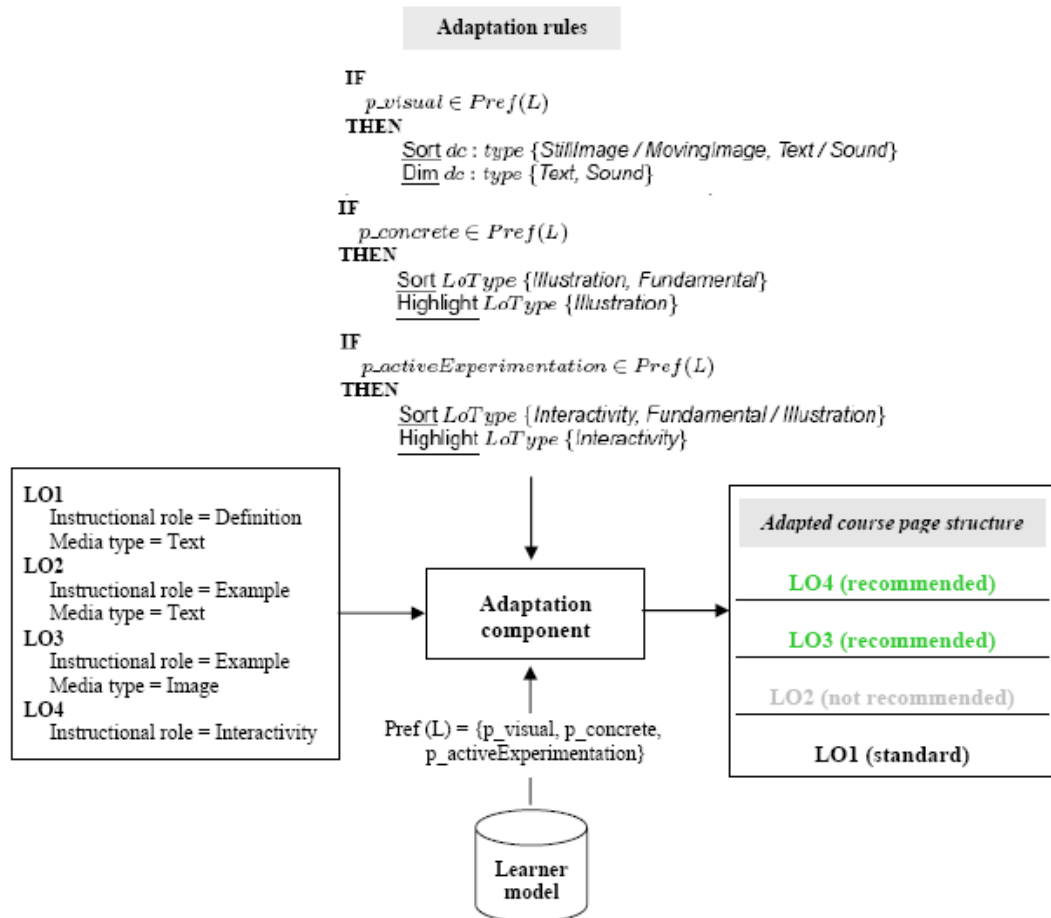 Adaptation rules
IF
p_visual ∈ Pref(L)
THEN
Sort dc : type {StillImage / MovingImage, Text / Sound}
Dim dc : type {Text, Sound}
IF
p_concrete ∈ Pref(L)
THEN
Sort LoType {Illustration, Fundamental}
Highlight LoType {Illustration}
IF
p_activeExperimentation ∈ Pref(L)
THEN
Sort LoType {Interactivity, Fundamental / Illustration}
Highlight LoType {Interactivity}
LO1
Instructional role = Definition
Media type = Text
LO2
Instructional role = Example
Media type = Text
LO3
Instructional role = Example
Media type = Image
LO4
Instructional role = Interactivity
Adaptation
component
Pref (L) = {p_visual, p_concrete,
p_activeExperimentation}
Learner
model
Adapted course page structure
LO4 (recommended)
LO3 (recommended)
LO2 (not recommended)
LO1 (standard)